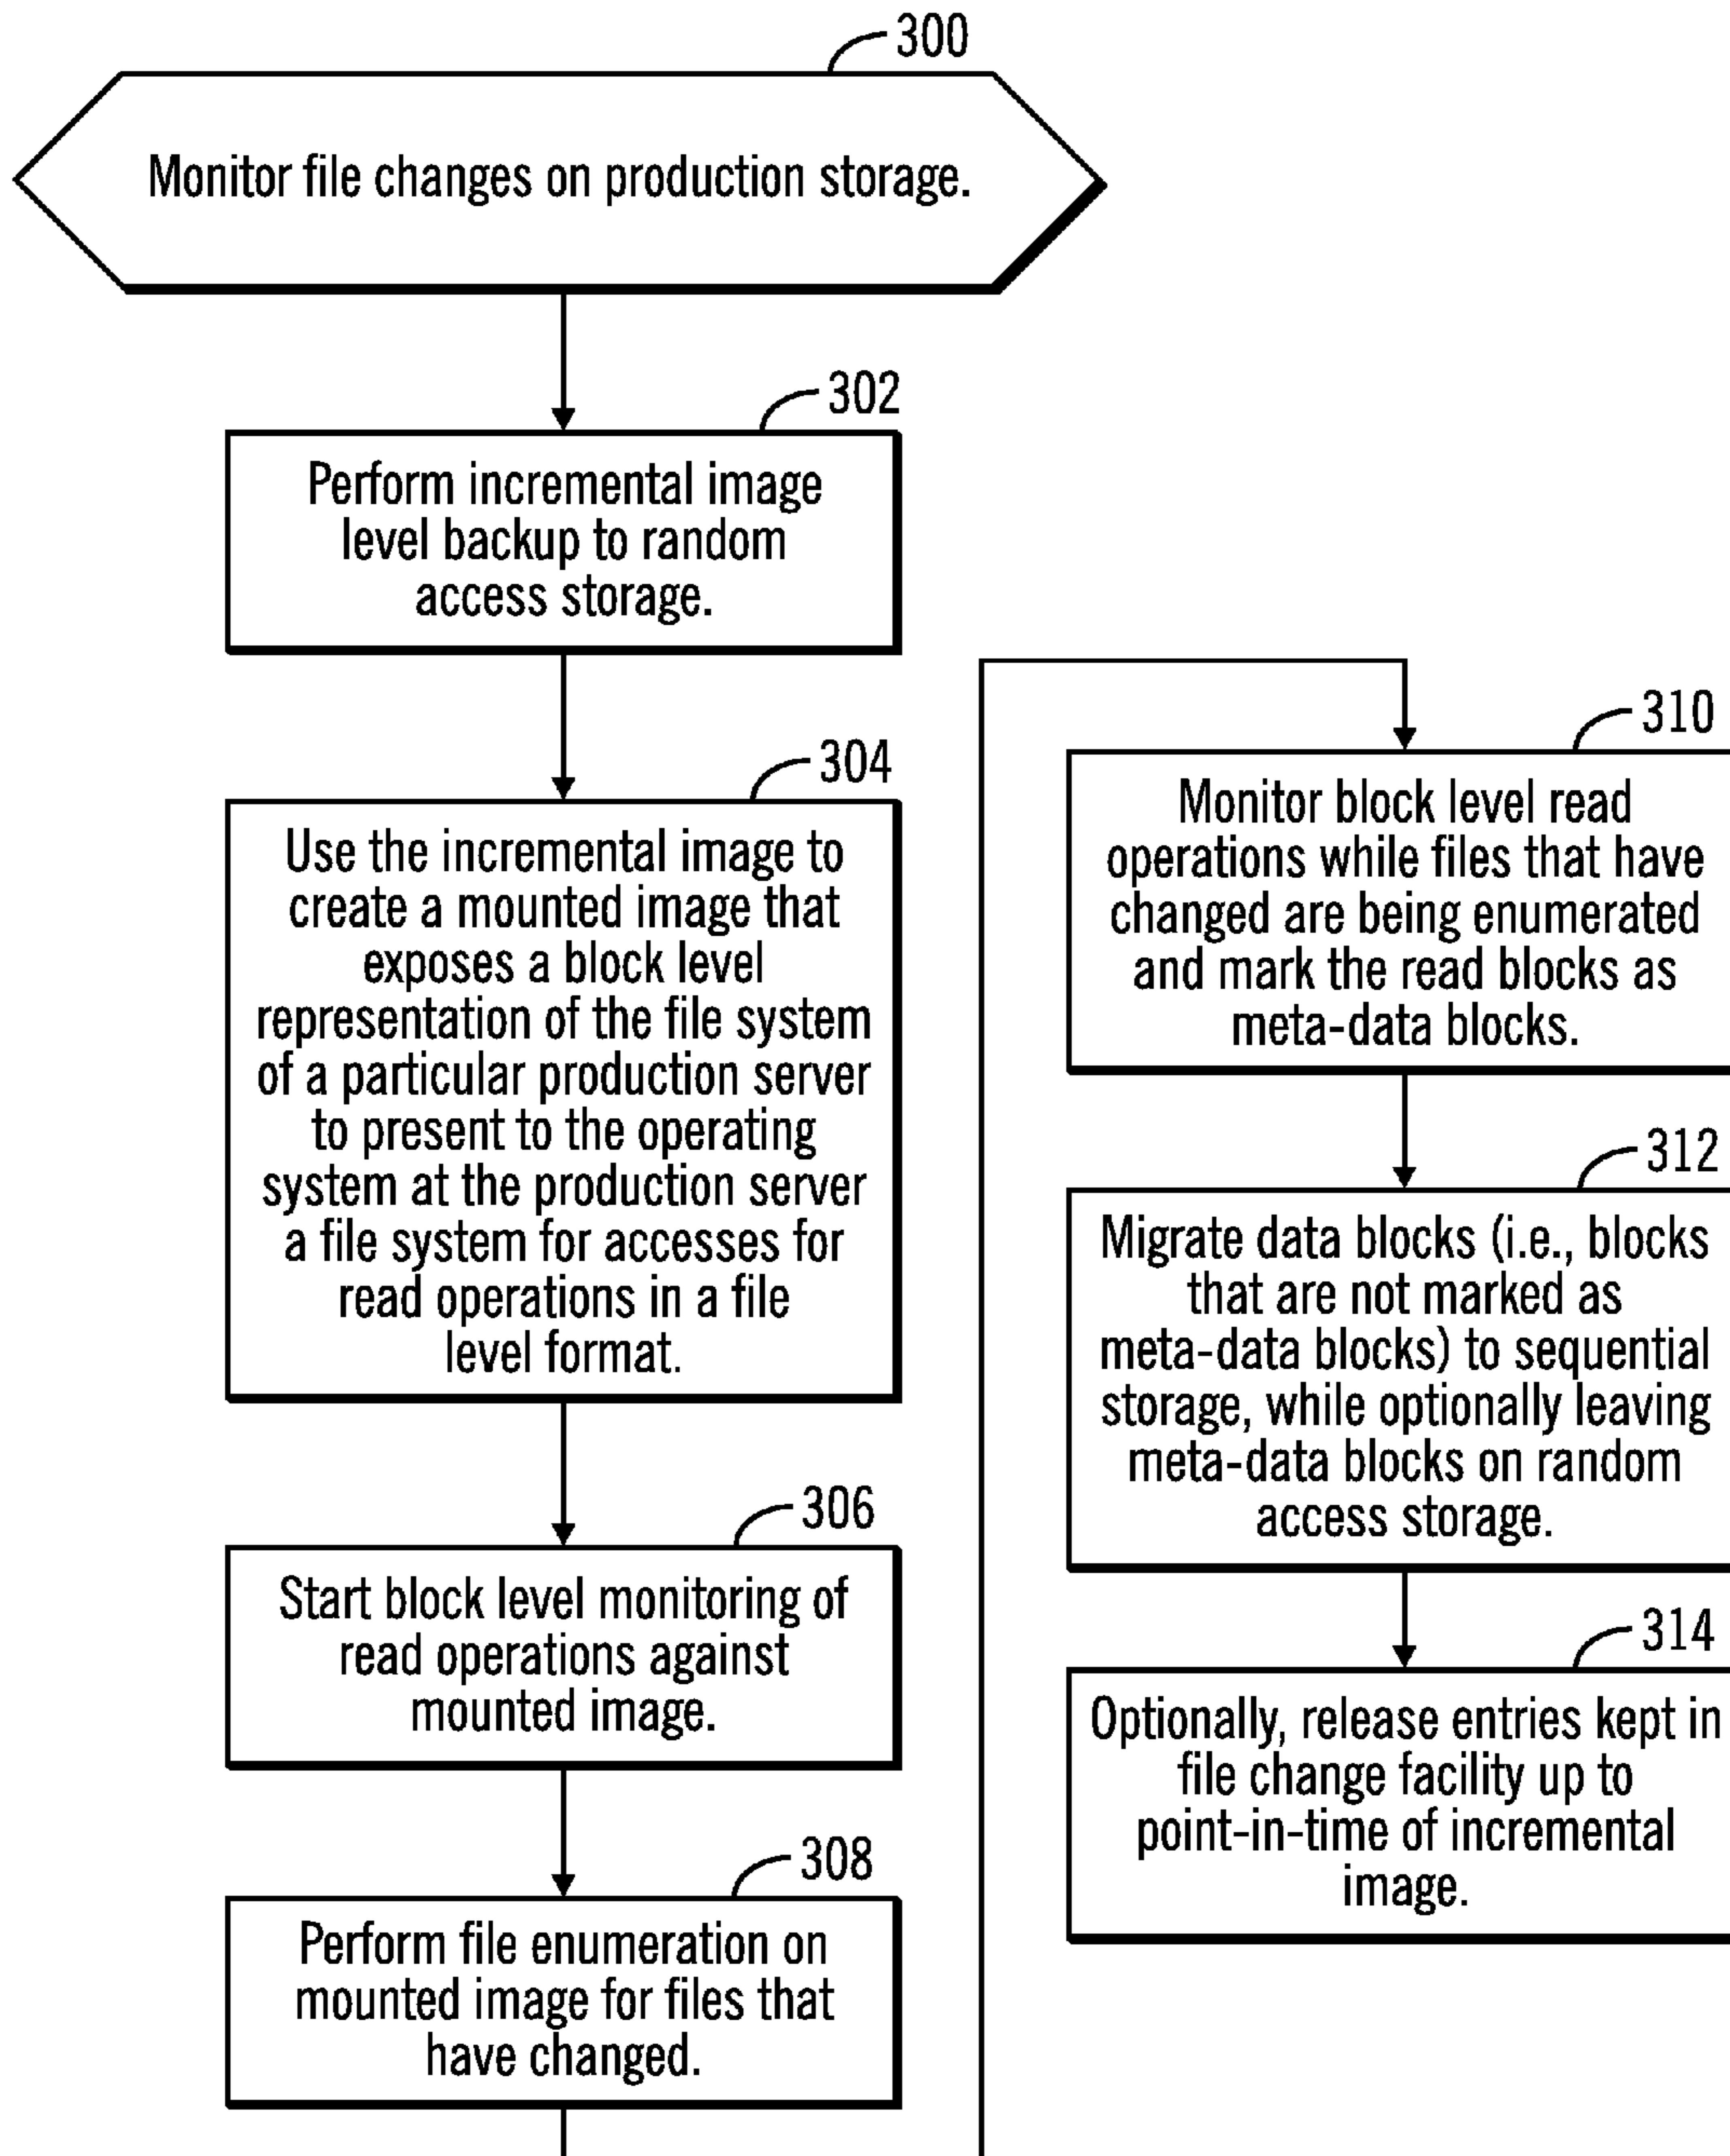 300
Monitor file changes on production storage.
302
Perform incremental image
level backup to random
access storage.
304
Use the incremental image to
create a mounted image that
exposes a block level
representation of the file system
of a particular production server
to present to the operating
system at the production server
a file system for accesses for
read operations in a file
level format.
306
Start block level monitoring of
read operations against
mounted image.
308
Perform file enumeration on
mounted image for files that
have changed.
310
Monitor block level read
operations while files that have
changed are being enumerated
and mark the read blocks as
meta-data blocks.
312
Migrate data blocks (i.e., blocks
that are not marked as
meta-data blocks) to sequential
storage, while optionally leaving
meta-data blocks on random
access storage.
314
Optionally, release entries kept in
file change facility up to
point-in-time of incremental
image.